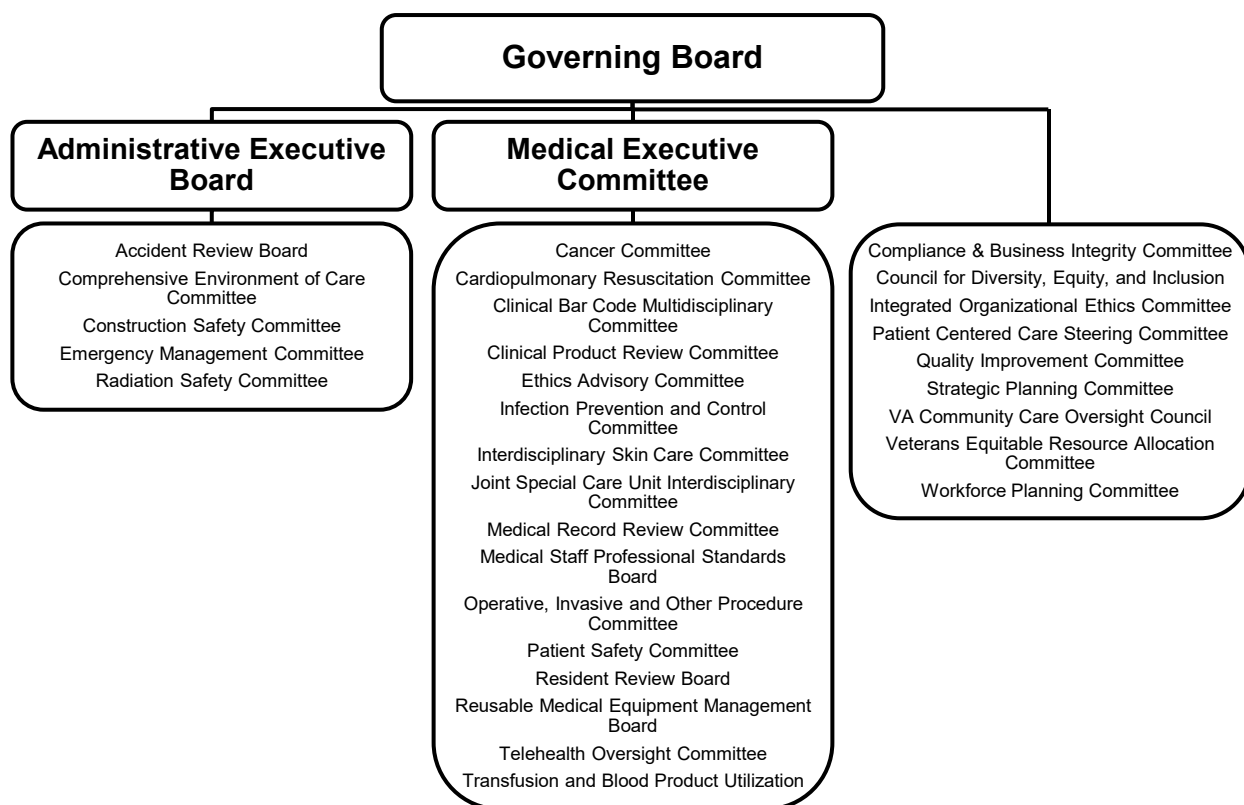 Governing Board
Administrative Executive
Board
Medical Executive
Committee
Accident Review Board
Comprehensive Environment of Care
Committee
Construction Safety Committee
Emergency Management Committee
Radiation Safety Committee
Cancer Committee
Cardiopulmonary Resuscitation Committee
Clinical Bar Code Multidisciplinary
Committee
Clinical Product Review Committee
Ethics Advisory Committee
Infection Prevention and Control
Committee
Interdisciplinary Skin Care Committee
Joint Special Care Unit Interdisciplinary
Committee
Medical Record Review Committee
Medical Staff Professional Standards
Board
Operative, Invasive and Other Procedure
Committee
Patient Safety Committee
Resident Review Board
Reusable Medical Equipment Management
Board
Telehealth Oversight Committee
Transfusion and Blood Product Utilization
Compliance & Business Integrity Committee
Council for Diversity, Equity, and Inclusion
Integrated Organizational Ethics Committee
Patient Centered Care Steering Committee
Quality Improvement Committee
Strategic Planning Committee
VA Community Care Oversight Council
Veterans Equitable Resource Allocation
Committee
Workforce Planning Committee